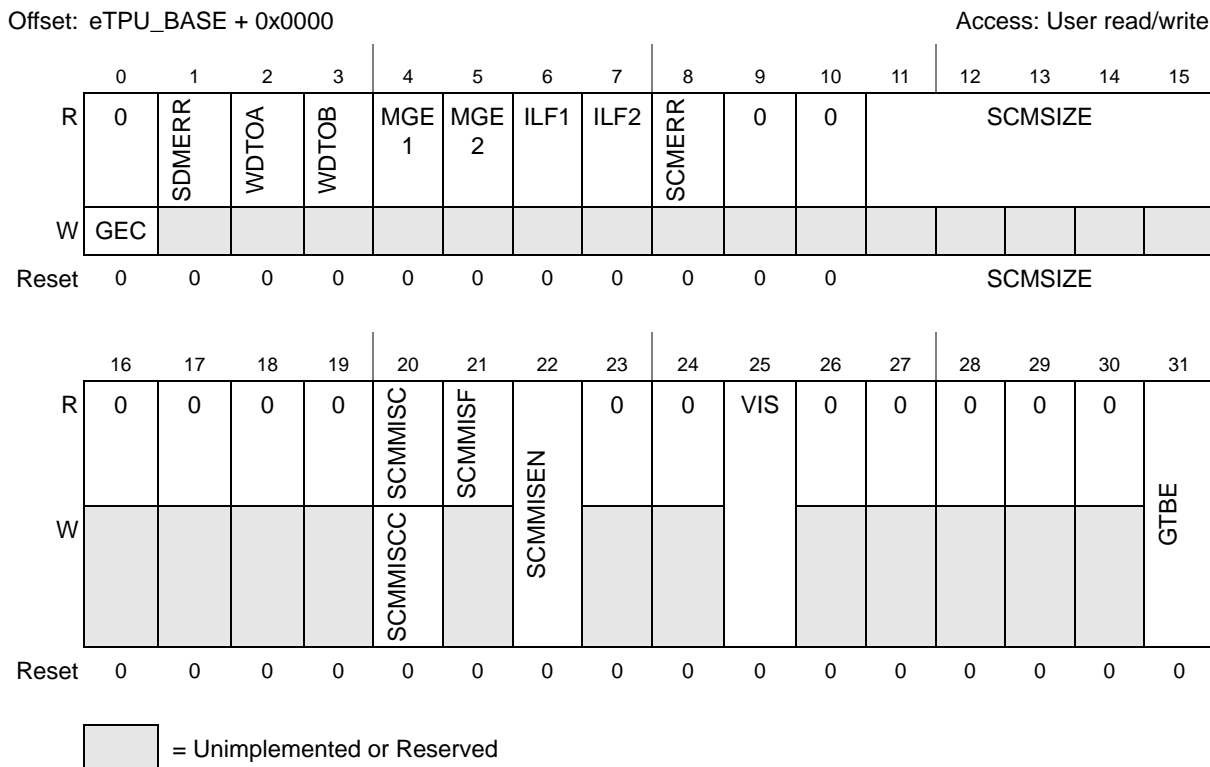 Offset: eTPU_BASE + 0x0000 Access: User read/write
0 1 2 3 4 5 6 7 8 9 10 11 12 13 14 15
R 0 SDMERR WDTOA WDTOB MGE 1 MGE 2 ILF1 ILF2 SCMERR 0 0 SCMSIZE
W GEC
Reset 0 0 0 0 0 0 0 0 0 0 0 SCMSIZE
16 17 18 19 20 21 22 23 24 25 26 27 28 29 30 31
R 0 0 0 0 SCMMISC SCMMISF SCMMISEN 0 0 VIS 0 0 0 0 0 GTBE
W SCMMISCC
Reset 0 0 0 0 0 0 0 0 0 0 0 0 0 0 0 0
= Unimplemented or Reserved